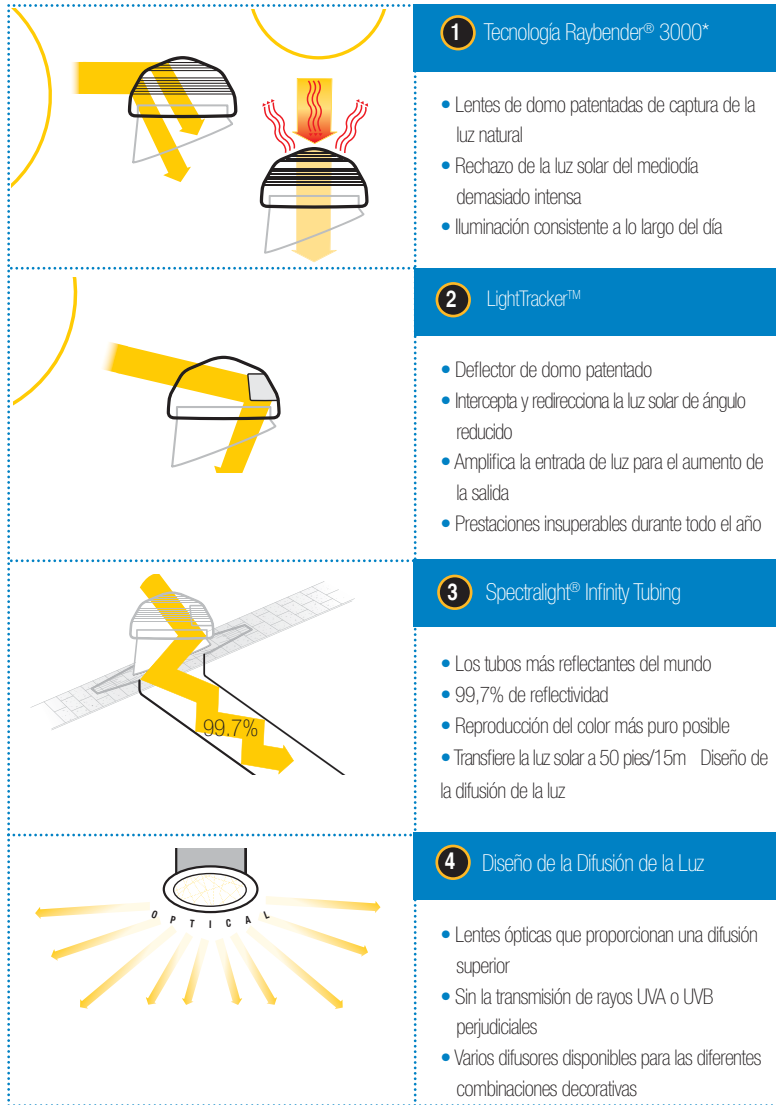 1 Tecnología Raybender® 3000*
• Lentes de domo patentadas de captura de la
luz natural
• Rechazo de la luz solar del mediodía
demasiado intensa
• Iluminación consistente a lo largo del día
2 LightTracker™
• Deflector de domo patentado
• Intercepta y redirecciona la luz solar de ángulo
reducido
• Amplifica la entrada de luz para el aumento de
la salida
• Prestaciones insuperables durante todo el año
99.7%
3 Spectralight® Infinity Tubing
• Los tubos más reflectantes del mundo
• 99,7% de reflectividad
• Reproducción del color más puro posible
• Transfiere la luz solar a 50 pies/15m Diseño de
la difusión de la luz
OPTICAL
4 Diseño de la Difusión de la Luz
• Lentes ópticas que proporcionan una difusión
superior
• Sin la transmisión de rayos UVA o UVB
perjudiciales
• Varios difusores disponibles para las diferentes
combinaciones decorativas